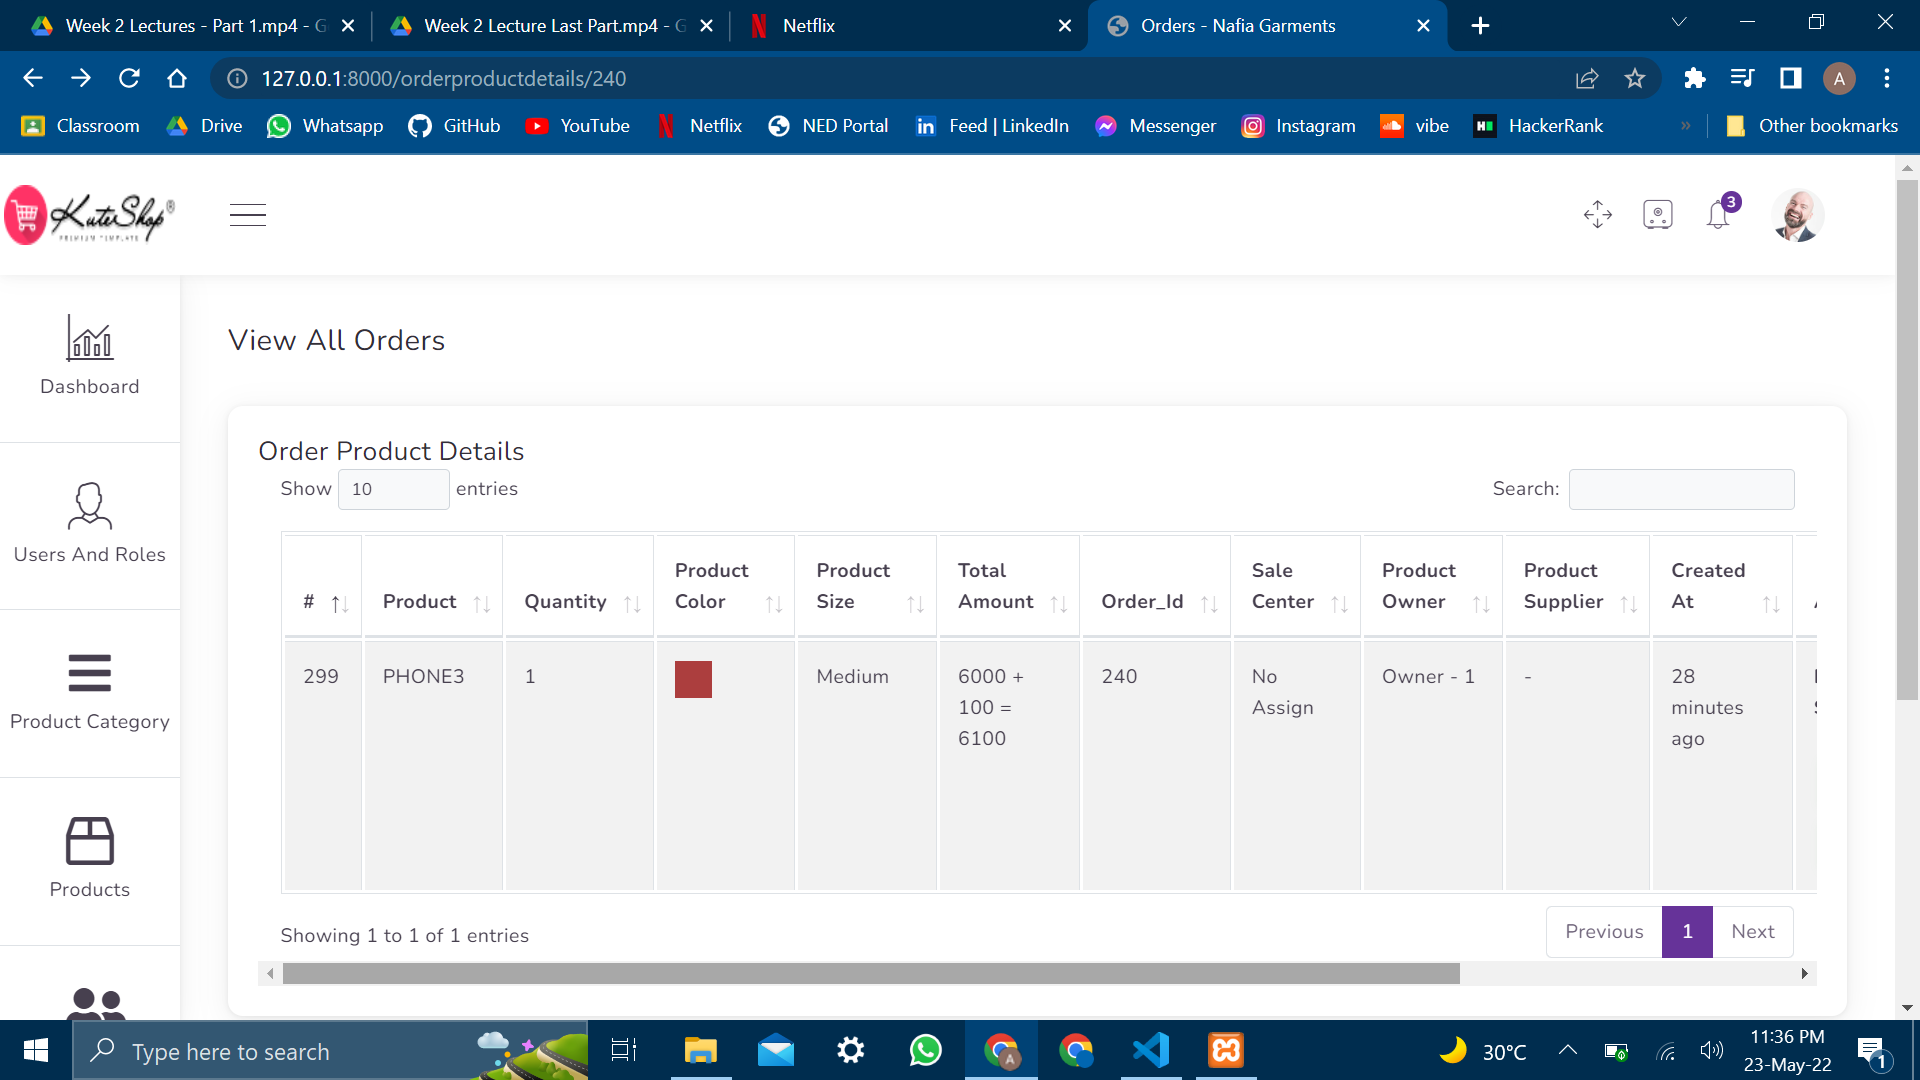 Week 2 Lectures - Part 1.mp4 - G
Week 2 Lecture Last Part.mp4 - G
Netflix
Orders - Nafia Garments
127.0.0.1:8000/orderproductdetails/240
A
Classroom
Drive
Whatsapp
GitHub
YouTube
Netflix
NED Portal
Feed | LinkedIn
Messenger
Instagram
vibe
HackerRank
»
Other bookmarks
KuteShop®
PREMIUM TEMPLATE
3
Dashboard
Users And Roles
Product Category
Products
View All Orders
Order Product Details
Show 10 entries
Search:
#
Product
Quantity
Product
Color
Product
Size
Total
Amount
Order_Id
Sale
Center
Product
Owner
Product
Supplier
Created
At
299
PHONE3
1
Medium
6000 +
100 =
6100
240
No
Assign
Owner - 1
-
28
minutes
ago
Showing 1 to 1 of 1 entries
Previous
1
Next
Type here to search
A
30°C
11:36 PM
23-May-22
1